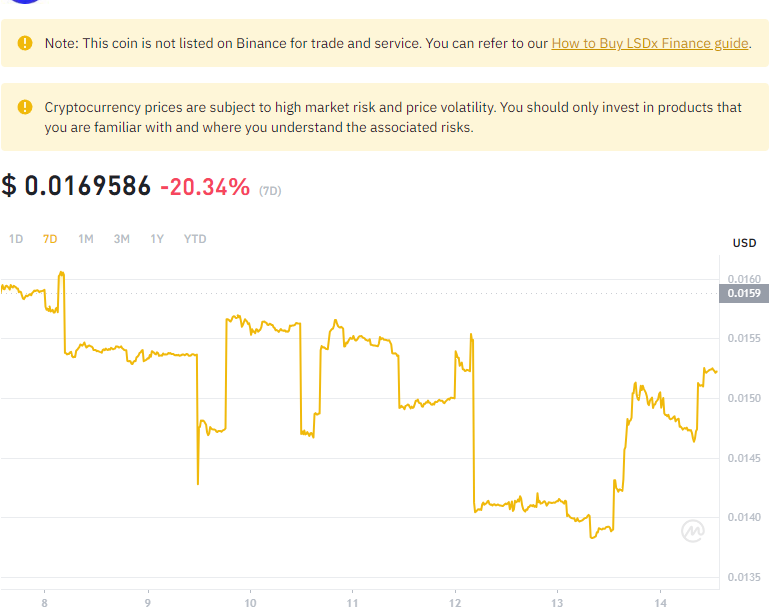 Note: This coin is not listed on Binance for trade and service. You can refer to our How to Buy LSDx Finance guide.
Cryptocurrency prices are subject to high market risk and price volatility. You should only invest in products that
you are familiar with and where you understand the associated risks.
$ 0.0169586 -20.34% (7D)
1D 7D 1M 3M 1Y YTD
USD
0.0160
0.0159
0.0155
0.0150
0.0145
0.0140
0.0135
8 9 10 11 12 13 14